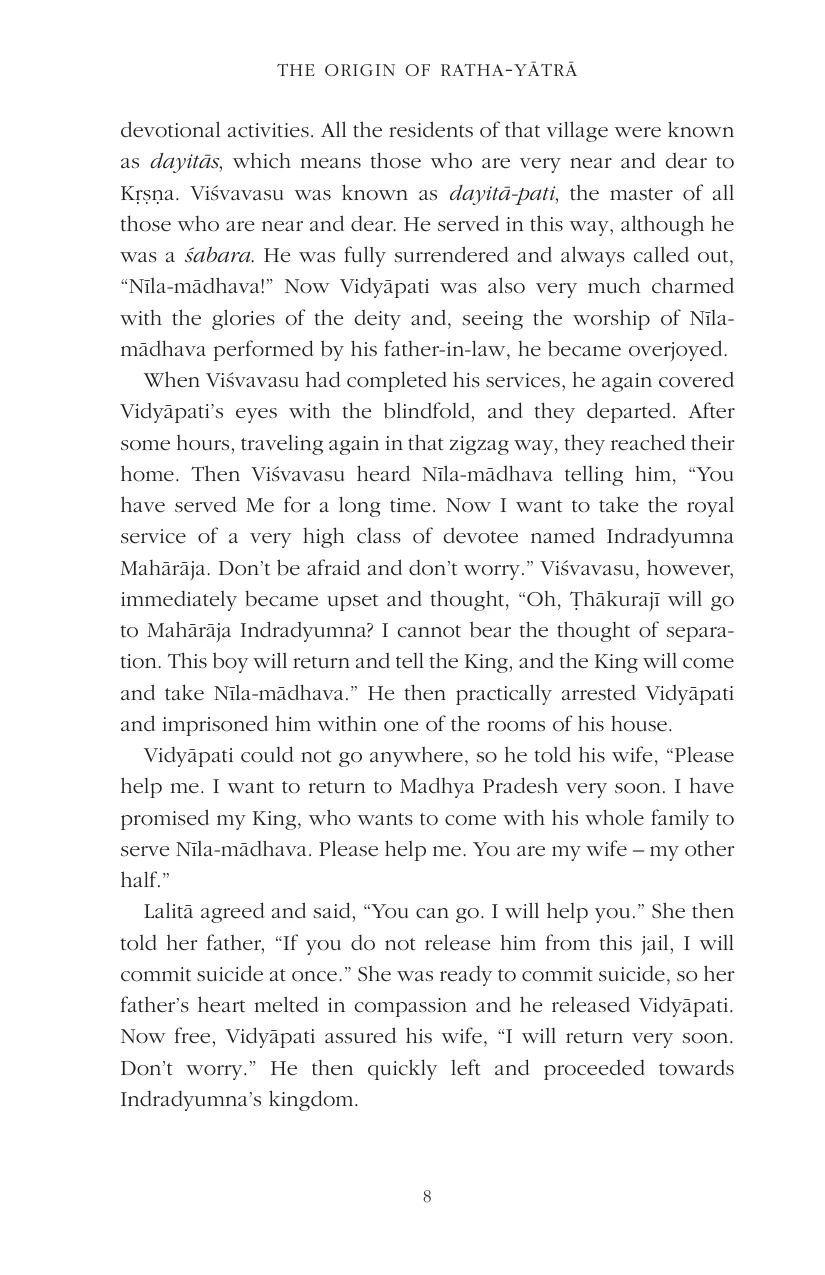 THE ORIGIN OF RATHA-YĀTRĀ
devotional activities. All the residents of that village were known
as dayitās, which means those who are very near and dear to
Kṛṣṇa. Viśvavasu was known as dayitā-pati, the master of all
those who are near and dear. He served in this way, although he
was a śabara. He was fully surrendered and always called out,
“Nīla-mādhava!” Now Vidyāpati was also very much charmed
with the glories of the deity and, seeing the worship of Nīla-
mādhava performed by his father-in-law, he became overjoyed.
When Viśvavasu had completed his services, he again covered
Vidyāpati’s eyes with the blindfold, and they departed. After
some hours, traveling again in that zigzag way, they reached their
home. Then Viśvavasu heard Nīla-mādhava telling him, “You
have served Me for a long time. Now I want to take the royal
service of a very high class of devotee named Indradyumna
Mahārāja. Don’t be afraid and don’t worry.” Viśvavasu, however,
immediately became upset and thought, “Oh, Ṭhākurajī will go
to Mahārāja Indradyumna? I cannot bear the thought of separa-
tion. This boy will return and tell the King, and the King will come
and take Nīla-mādhava.” He then practically arrested Vidyāpati
and imprisoned him within one of the rooms of his house.
Vidyāpati could not go anywhere, so he told his wife, “Please
help me. I want to return to Madhya Pradesh very soon. I have
promised my King, who wants to come with his whole family to
serve Nīla-mādhava. Please help me. You are my wife – my other
half.”
Lalitā agreed and said, “You can go. I will help you.” She then
told her father, “If you do not release him from this jail, I will
commit suicide at once.” She was ready to commit suicide, so her
father’s heart melted in compassion and he released Vidyāpati.
Now free, Vidyāpati assured his wife, “I will return very soon.
Don’t worry.” He then quickly left and proceeded towards
Indradyumna’s kingdom.
8